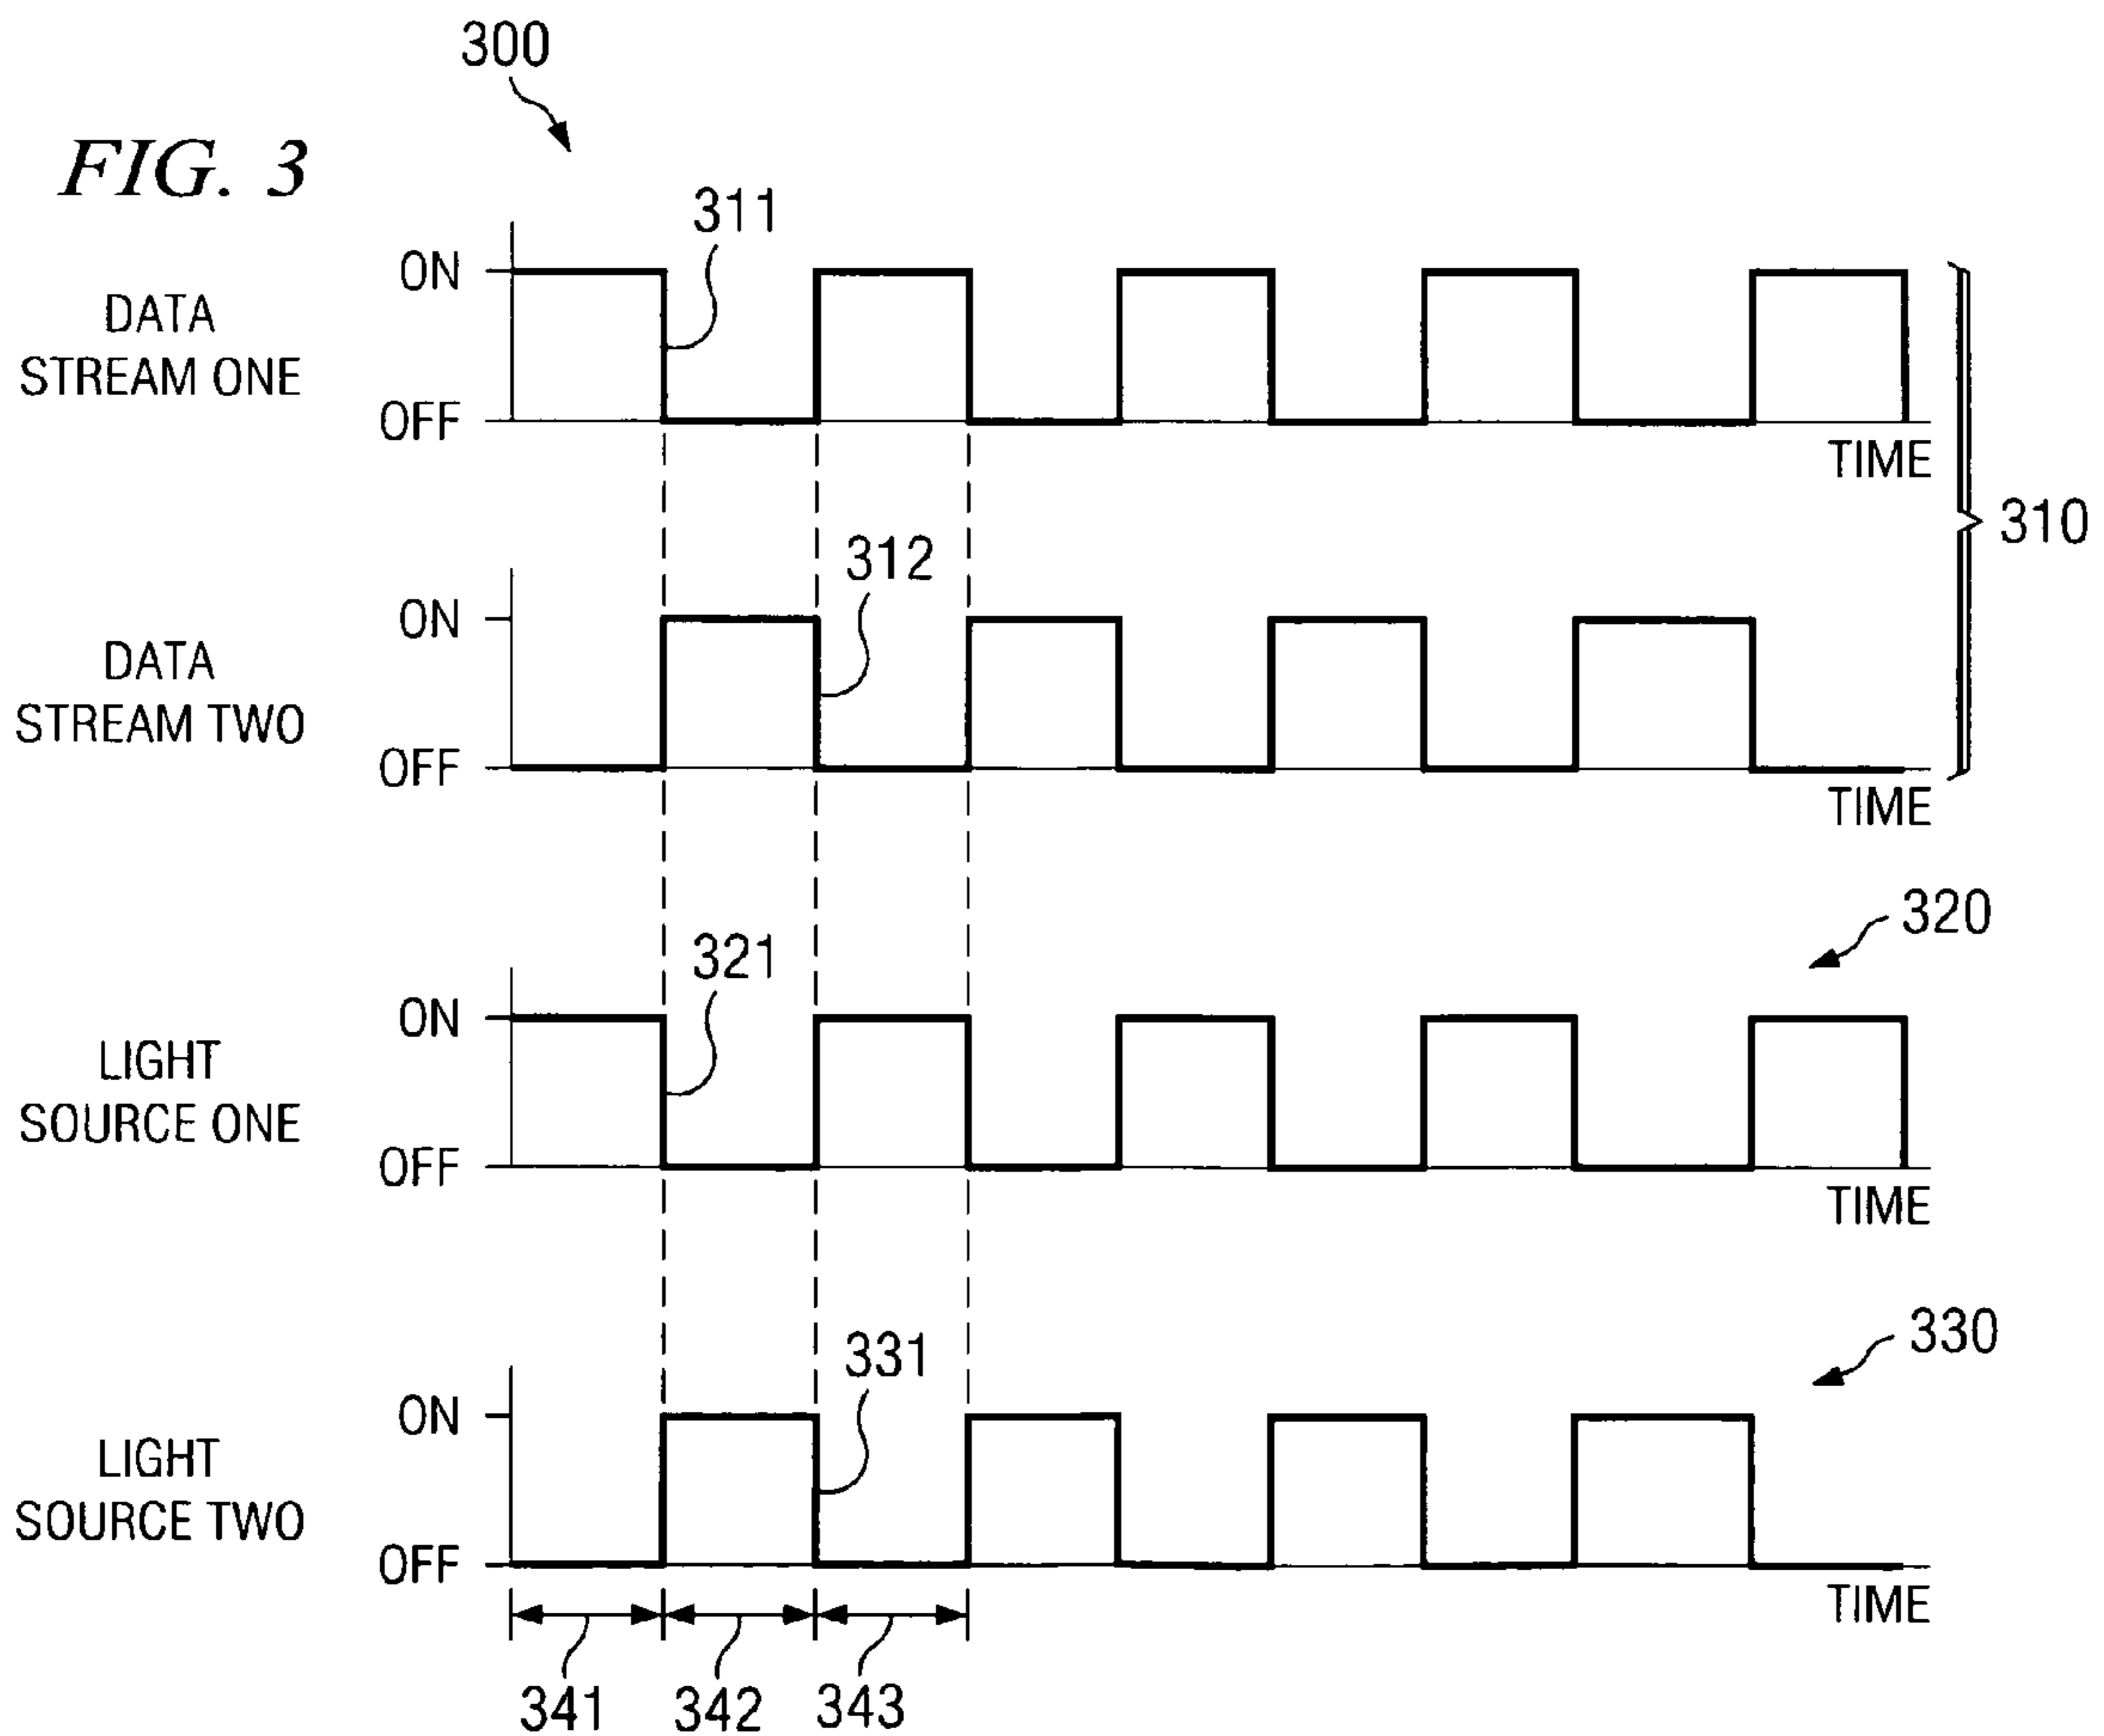 300
FIG. 3
311
ON
DATA
STREAM ONE
OFF
TIME
310
312
ON
DATA
STREAM TWO
OFF
TIME
320
321
ON
LIGHT
SOURCE ONE
OFF
TIME
330
331
ON
LIGHT
SOURCE TWO
OFF
TIME
341
342
343